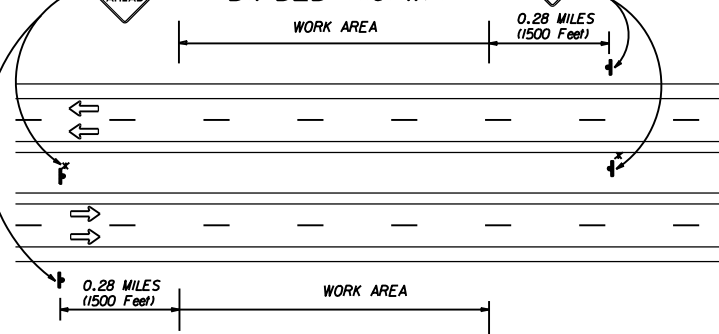 WORK AREA
0.28 MILES
(1500 Feet)
x
x
0.28 MILES
(1500 Feet)
WORK AREA